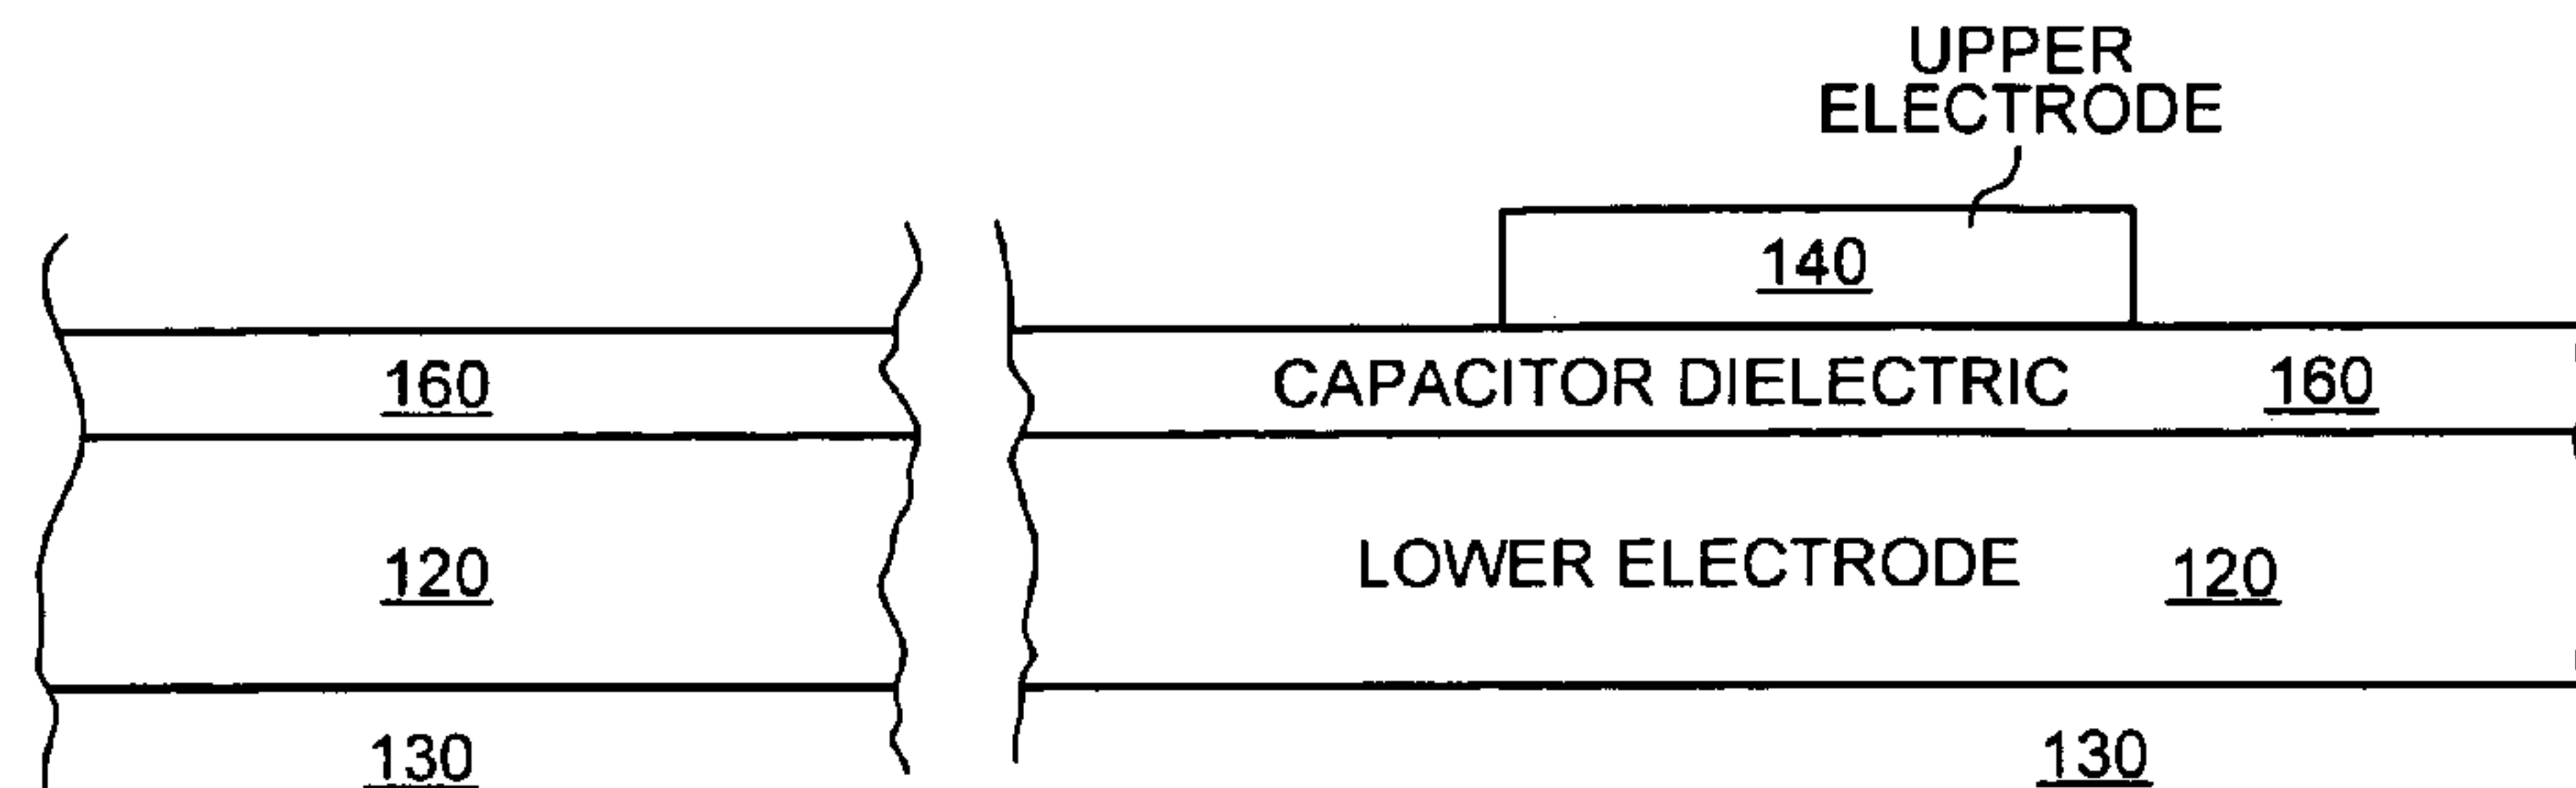 UPPER
ELECTRODE
140
160
CAPACITOR DIELECTRIC 160
120
LOWER ELECTRODE 120
130
130